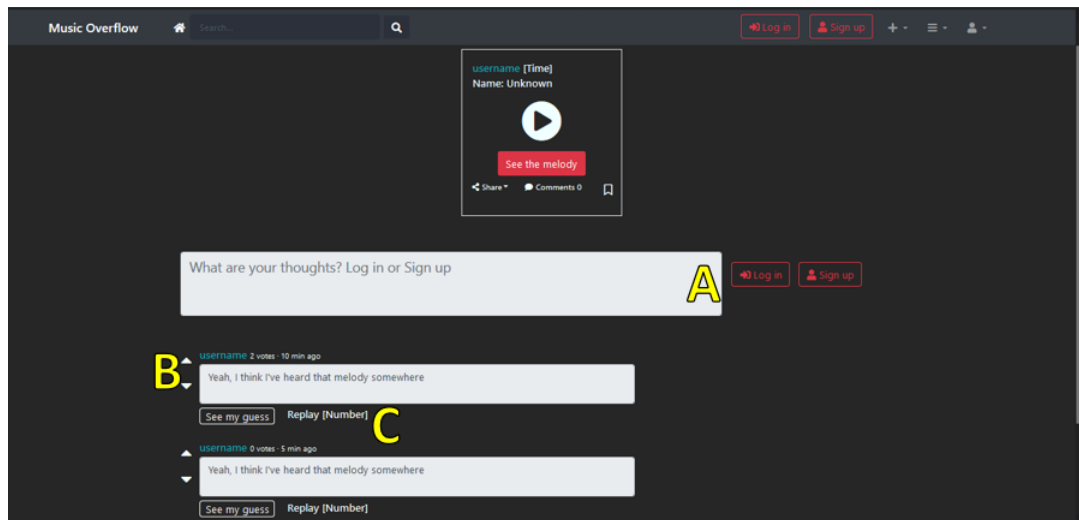 Music Overflow Search... Log in Sign up
username [Time]
Name: Unknown
See the melody
Share Comments 0
What are your thoughts? Log in or Sign up
A
Log in Sign up
B
username 2 votes · 10 min ago
Yeah, I think I've heard that melody somewhere
See my guess Replay [Number]
C
username 0 votes · 5 min ago
Yeah, I think I've heard that melody somewhere
See my guess Replay [Number]